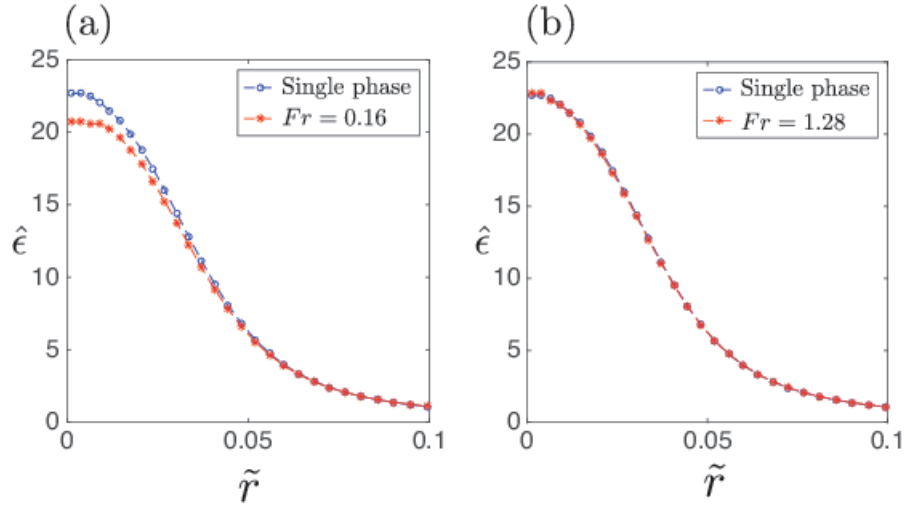 (a)
25
20
15
10
5
0
0
0.05
0.1
ε̂
r̃
Single phase
Fr = 0.16
(b)
25
20
15
10
5
0
0
0.05
0.1
ε̂
r̃
Single phase
Fr = 1.28